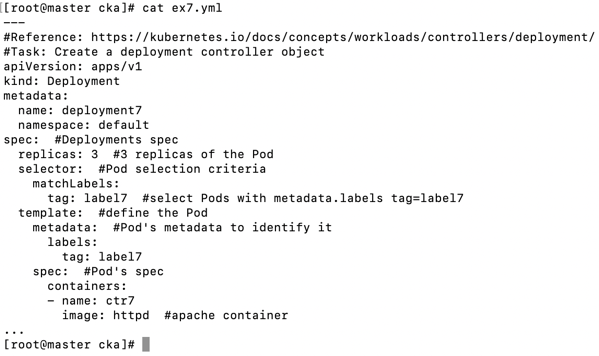 [root@master cka]# cat ex7.yml
---
#Reference: https://kubernetes.io/docs/concepts/workloads/controllers/deployment/
#Task: Create a deployment controller object
apiVersion: apps/v1
kind: Deployment
metadata:
  name: deployment7
  namespace: default
spec:  #Deployments spec
  replicas: 3  #3 replicas of the Pod
  selector:  #Pod selection criteria
    matchLabels:
      tag: label7  #select Pods with metadata.labels tag=label7
  template:  #define the Pod
    metadata:  #Pod's metadata to identify it
      labels:
        tag: label7
    spec:  #Pod's spec
      containers:
      - name: ctr7
        image: httpd  #apache container
...
[root@master cka]#